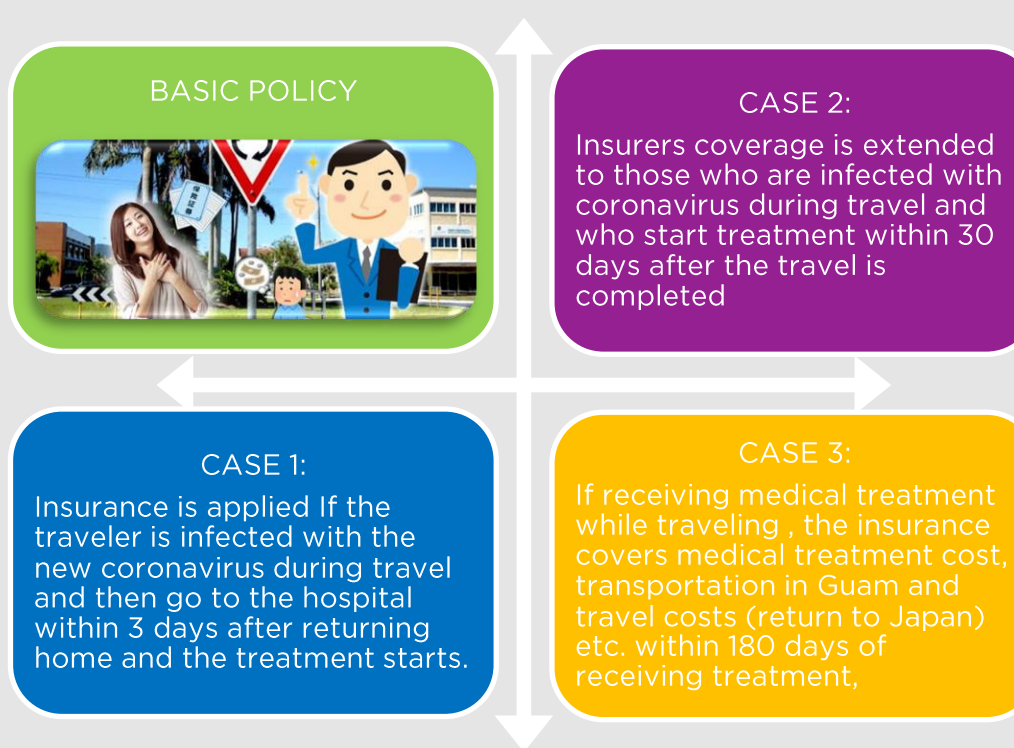 BASIC POLICY
CASE 2:
Insurers coverage is extended
to those who are infected with
coronavirus during travel and
who start treatment within 30
days after the travel is
completed
CASE 1:
Insurance is applied If the
traveler is infected with the
new coronavirus during travel
and then go to the hospital
within 3 days after returning
home and the treatment starts.
CASE 3:
If receiving medical treatment
while traveling , the insurance
covers medical treatment cost,
transportation in Guam and
travel costs (return to Japan)
etc. within 180 days of
receiving treatment,